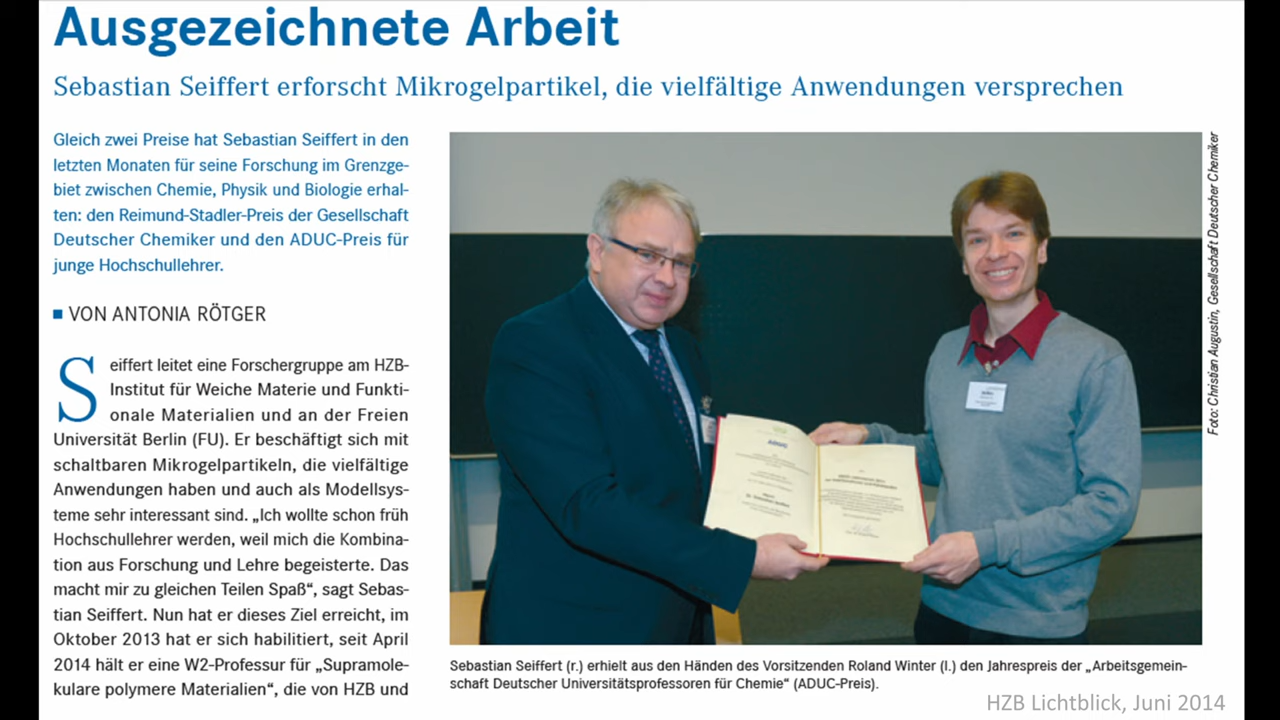 Ausgezeichnete Arbeit
Sebastian Seiffert erforscht Mikrogelpartikel, die vielfältige Anwendungen versprechen
Gleich zwei Preise hat Sebastian Seiffert in den
letzten Monaten für seine Forschung im Grenzge-
biet zwischen Chemie, Physik und Biologie erhal-
ten: den Reimund-Stadler-Preis der Gesellschaft
Deutscher Chemiker und den ADUC-Preis für
junge Hochschullehrer.
VON ANTONIA RÖTGER
Seiffert leitet eine Forschergruppe am HZB-
Institut für Weiche Materie und Funkti-
onale Materialien und an der Freien
Universität Berlin (FU). Er beschäftigt sich mit
schaltbaren Mikrogelpartikeln, die vielfältige
Anwendungen haben und auch als Modellsys-
teme sehr interessant sind. „Ich wollte schon früh
Hochschullehrer werden, weil mich die Kombina-
tion aus Forschung und Lehre begeisterte. Das
macht mir zu gleichen Teilen Spaß“, sagt Sebas-
tian Seiffert. Nun hat er dieses Ziel erreicht, im
Oktober 2013 hat er sich habilitiert, seit April
2014 hält er eine W2-Professur für „Supramole-
kulare polymere Materialien“, die von HZB und
ADUC
Foto: Christian Augustin, Gesellschaft Deutscher Chemiker
Sebastian Seiffert (r.) erhielt aus den Händen des Vorsitzenden Roland Winter (l.) den Jahrespreis der „Arbeitsgemein-
schaft Deutscher Universitätsprofessoren für Chemie“ (ADUC-Preis).
HZB Lichtblick, Juni 2014